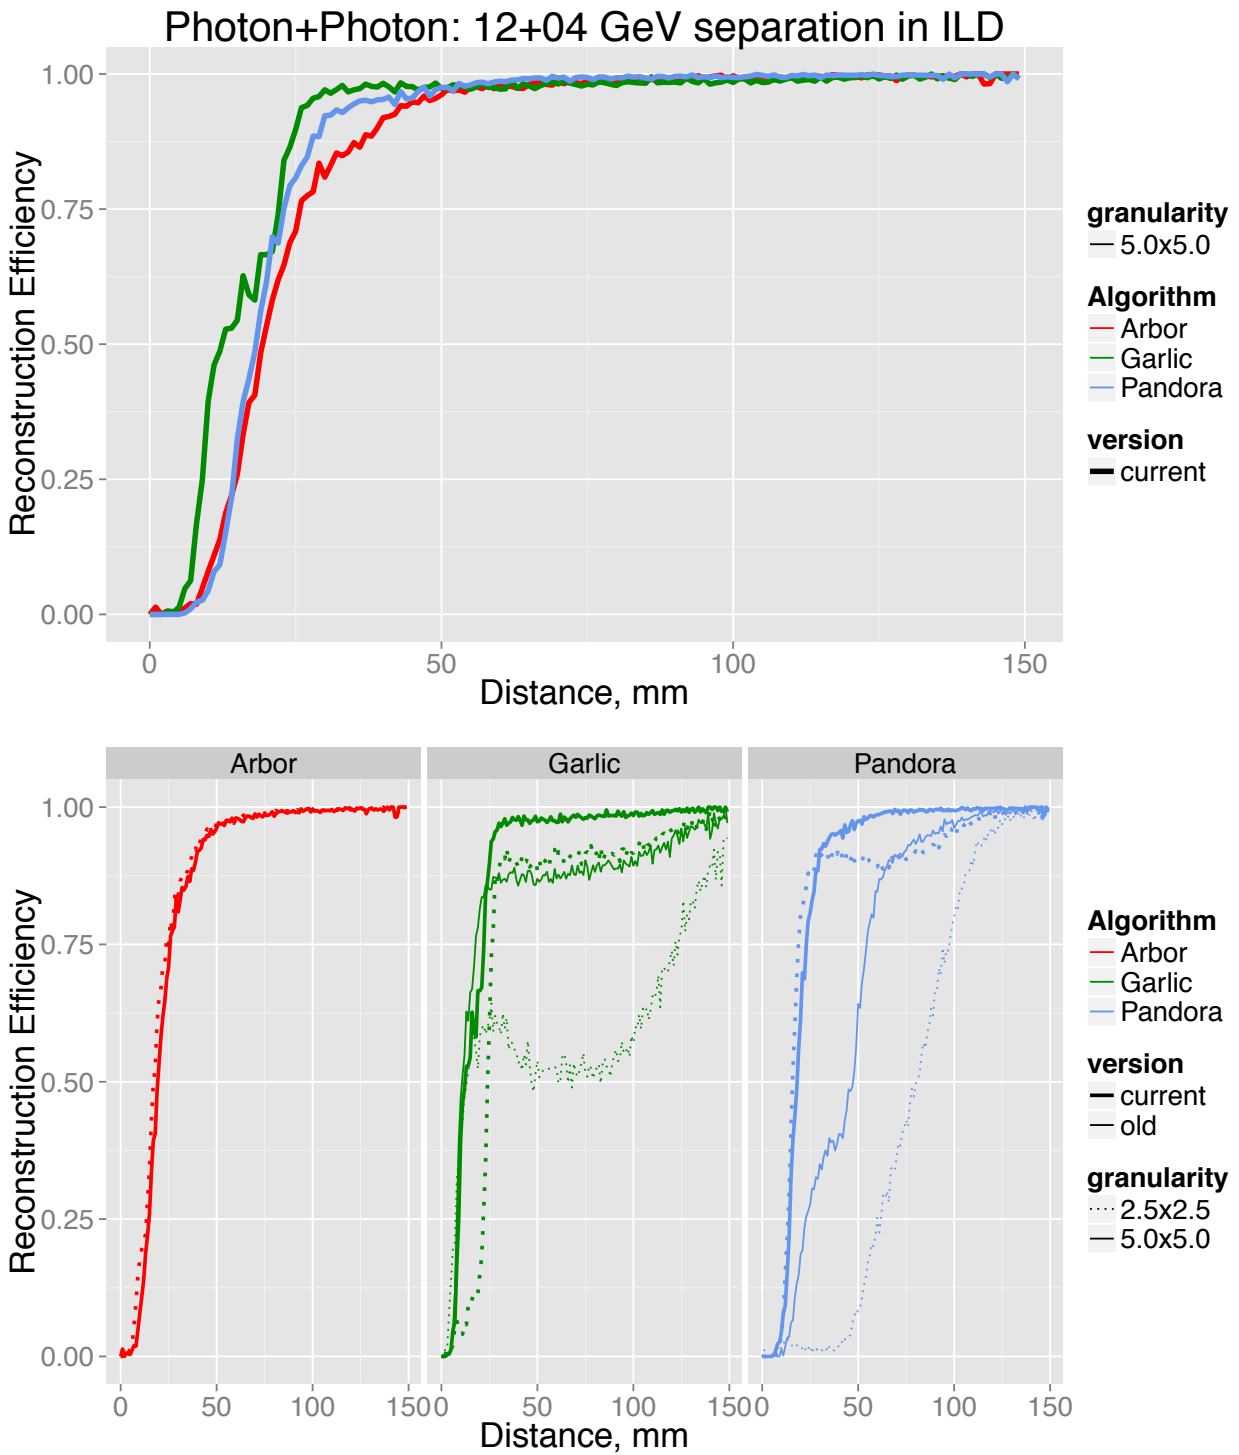 Photon+Photon: 12+04 GeV separation in ILD
Reconstruction Efficiency
1.00
0.75
0.50
0.25
0.00
0 50 100 150
Distance, mm
granularity
5.0x5.0
Algorithm
Arbor
Garlic
Pandora
version
current
Arbor Garlic Pandora
Reconstruction Efficiency
1.00
0.75
0.50
0.25
0.00
0 50 100 150 0 50 100 150 0 50 100 150
Distance, mm
Algorithm
Arbor
Garlic
Pandora
version
current
old
granularity
2.5x2.5
5.0x5.0